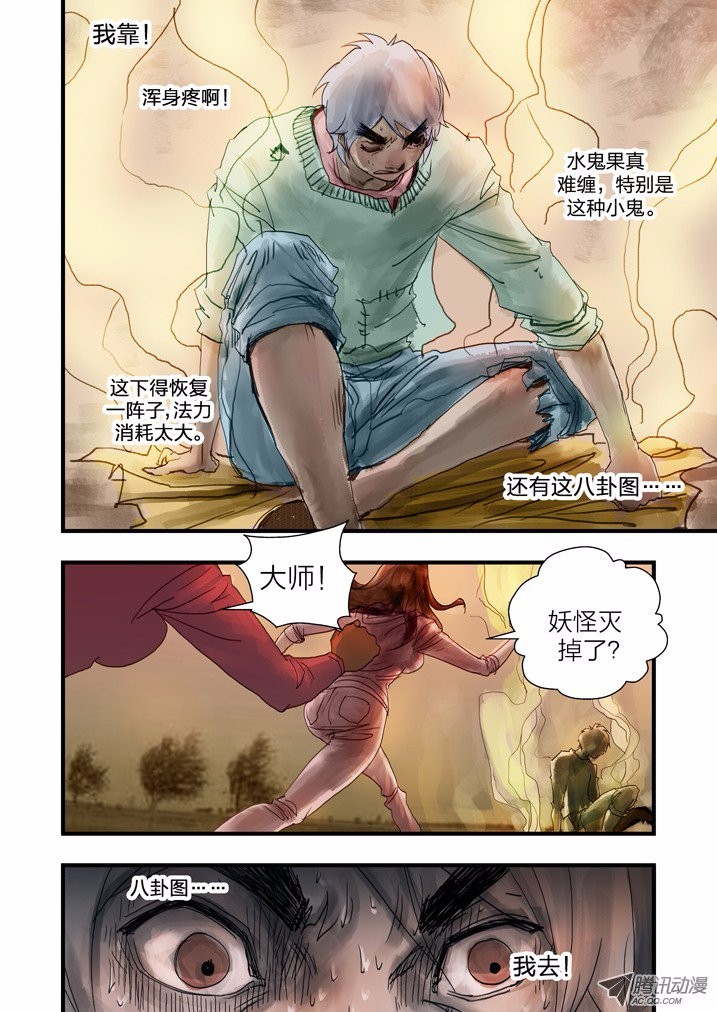 我靠！
浑身疼啊！
水鬼果真
难缠，特别是
这种小鬼。
这下得恢复
一阵子，法力
消耗太大。
还有这八卦图……
大师！
妖怪灭
掉了？
八卦图……
我去！
腾讯动漫
AC.QQ.COM